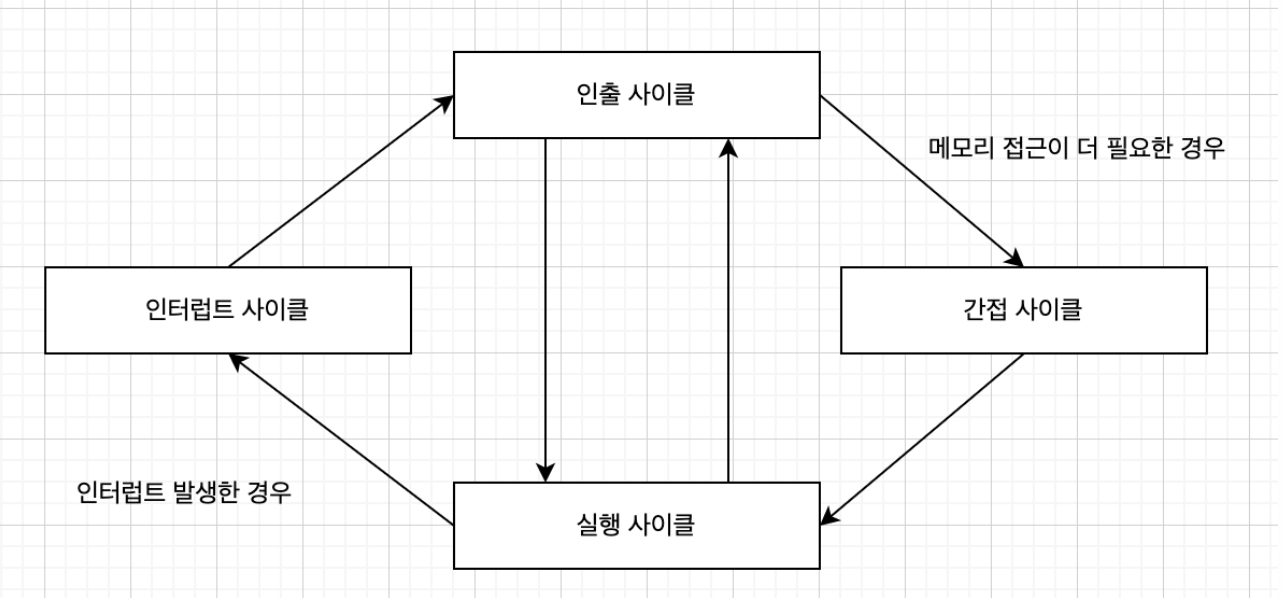 인출 사이클
메모리 접근이 더 필요한 경우
인터럽트 사이클
간접 사이클
인터럽트 발생한 경우
실행 사이클